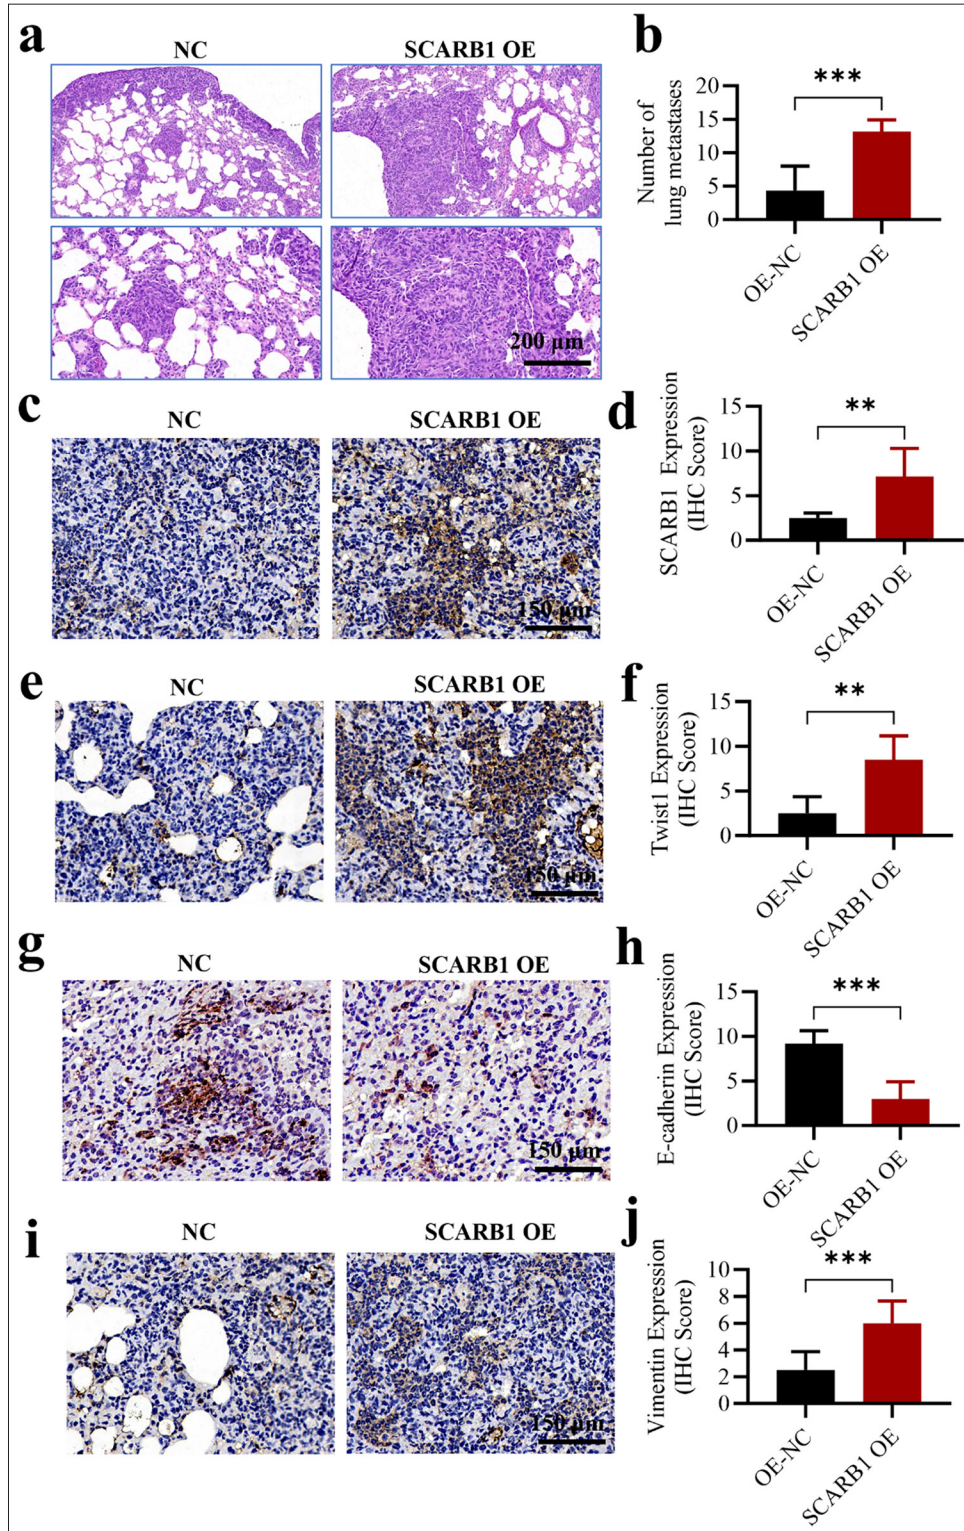 a
NC
SCARB1 OE
200 μm
b
Number of
lung metastases
20
15
10
5
0
***
OE-NC
SCARB1 OE
c
NC
SCARB1 OE
150 μm
d
SCARB1 Expression
(IHC Score)
15
10
5
0
**
OE-NC
SCARB1 OE
e
NC
SCARB1 OE
150 μm
f
Twist1 Expression
(IHC Score)
15
10
5
0
**
OE-NC
SCARB1 OE
g
NC
SCARB1 OE
150 μm
h
E-cadherin Expression
(IHC Score)
15
10
5
0
***
OE-NC
SCARB1 OE
i
NC
SCARB1 OE
150 μm
j
Vimentin Expression
(IHC Score)
10
8
6
4
2
0
***
OE-NC
SCARB1 OE